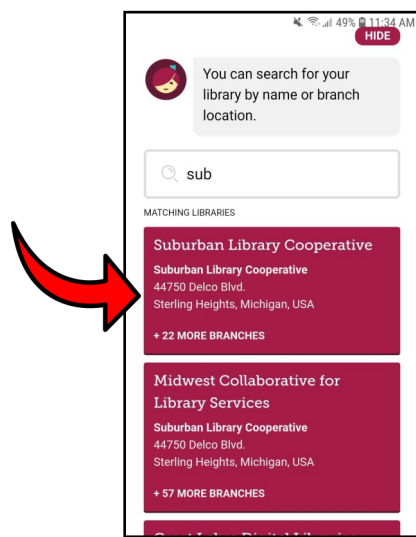 49% 11:34 AM
HIDE
You can search for your
library by name or branch
location.
sub
MATCHING LIBRARIES
Suburban Library Cooperative
Suburban Library Cooperative
44750 Delco Blvd.
Sterling Heights, Michigan, USA
+ 22 MORE BRANCHES
Midwest Collaborative for
Library Services
Suburban Library Cooperative
44750 Delco Blvd.
Sterling Heights, Michigan, USA
+ 57 MORE BRANCHES